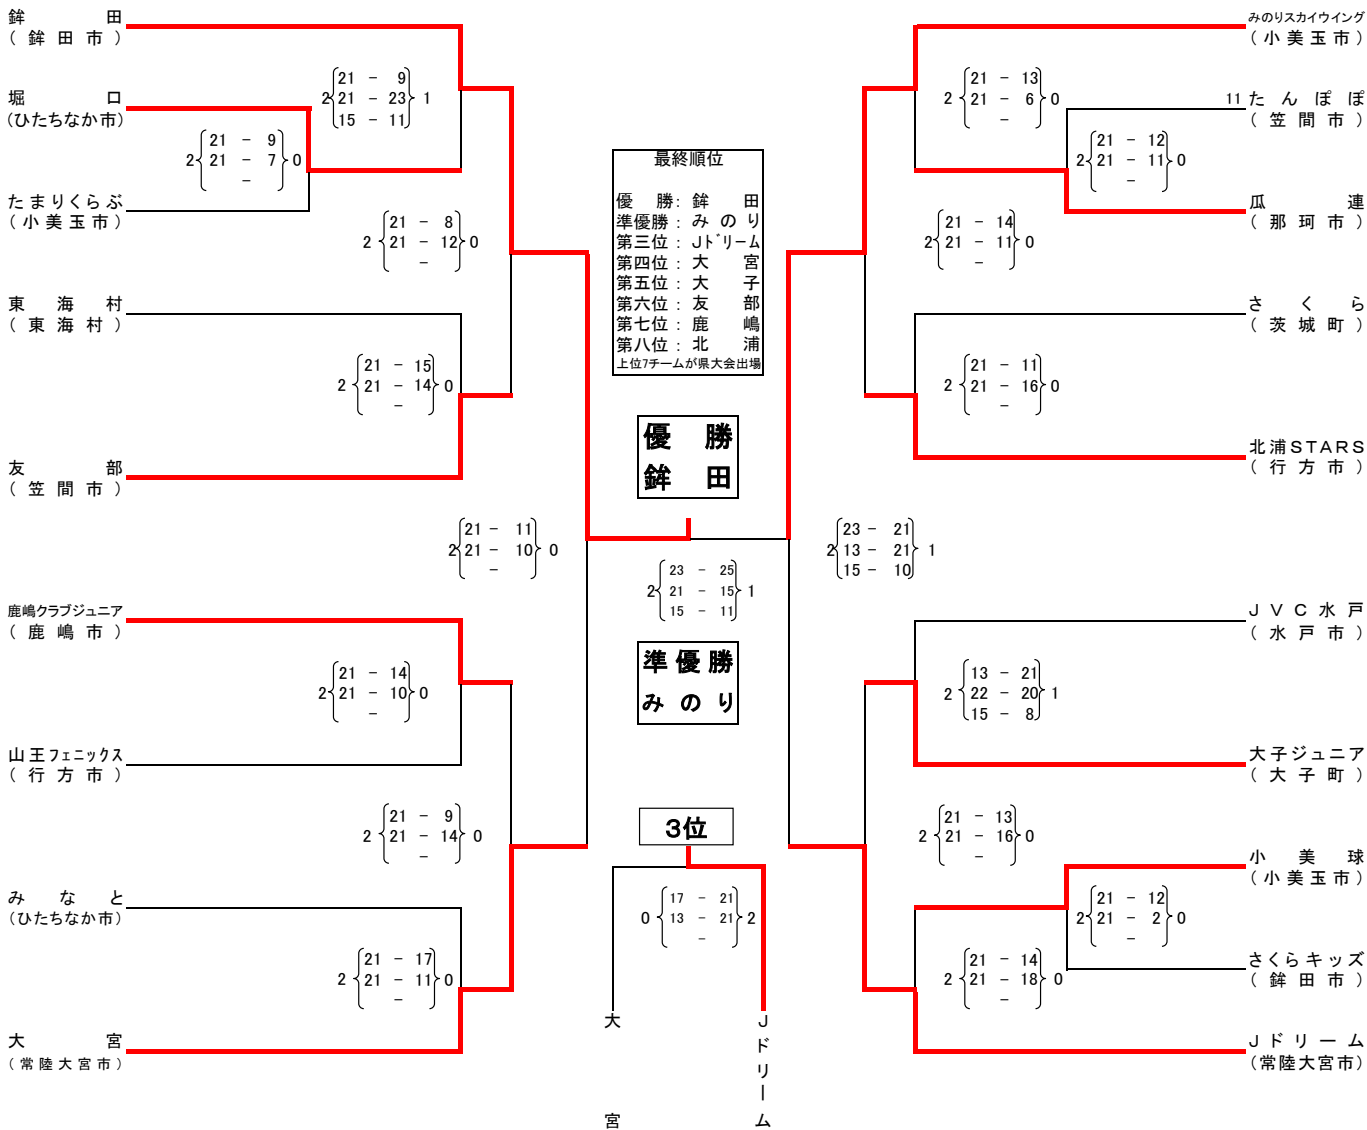 鉾田
(鉾田市)
堀口
(ひたちなか市)
たまりくらぶ
(小美玉市)
東海村
(東海村)
友部
(笠間市)
鹿嶋クラブジュニア
(鹿嶋市)
山王フェニックス
(行方市)
みなと
(ひたちなか市)
大宮
(常陸大宮市)
2 21 - 9 1
21 - 23
15 - 11
2 21 - 9 0
21 - 7
-
2 21 - 8 0
21 - 12
-
2 21 - 15 0
21 - 14
-
2 21 - 11 0
21 - 10
-
2 21 - 14 0
21 - 10
-
2 21 - 9 0
21 - 14
-
2 21 - 17 0
21 - 11
-
最終順位
優勝:鉾田
準優勝:みのり
第三位:Jドリーム
第四位:大宮
第五位:大子
第六位:友部
第七位:鹿嶋
第八位:北浦
上位7チームが県大会出場
優勝
鉾田
2 23 - 25 1
21 - 15
15 - 11
準優勝
みのり
3位
0 17 - 21 2
13 - 21
-
大宮
Jドリーム
2 21 - 13 0
21 - 6
-
2 21 - 12 0
21 - 11
-
2 21 - 14 0
21 - 11
-
2 21 - 11 0
21 - 16
-
2 23 - 21 1
13 - 21
15 - 10
2 13 - 21 1
22 - 20
15 - 8
2 21 - 13 0
21 - 16
-
2 21 - 12 0
21 - 2
-
2 21 - 14 0
21 - 18
-
みのりスカイウイング
(小美玉市)
11 たんぽぽ
(笠間市)
瓜連
(那珂市)
さくら
(茨城町)
北浦STARS
(行方市)
JVC水戸
(水戸市)
大子ジュニア
(大子町)
小美球
(小美玉市)
さくらキッズ
(鉾田市)
Jドリーム
(常陸大宮市)